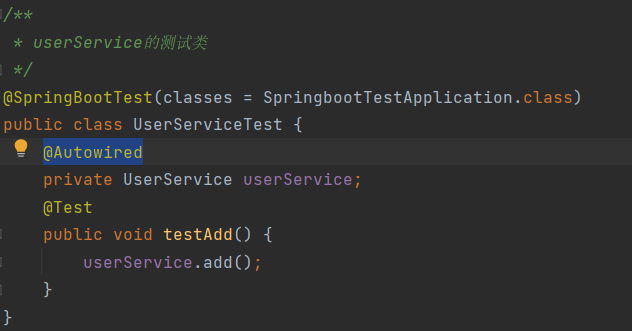 /**
 * userService的测试类
 */
@SpringBootTest(classes = SpringbootTestApplication.class)
public class UserServiceTest {
    @Autowired
    private UserService userService;
    @Test
    public void testAdd() {
        userService.add();
    }
}